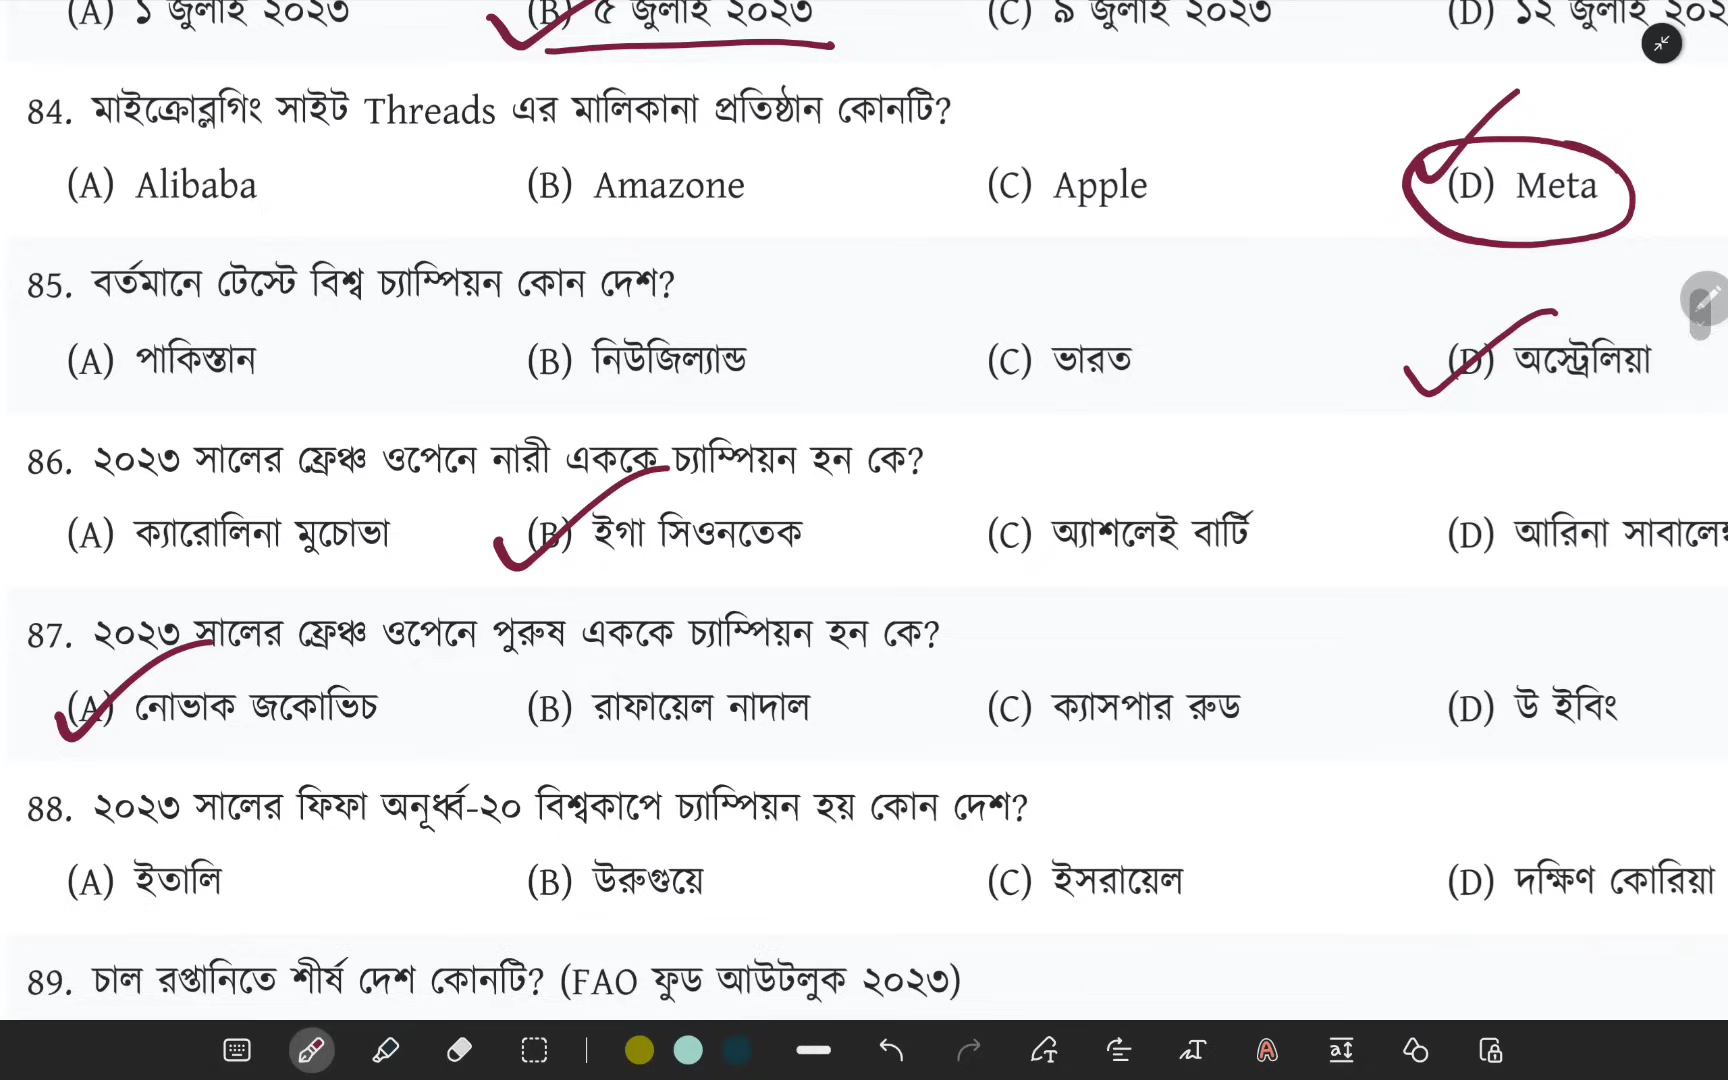 (A) ১ জুলাই ২০২৩ (B) ৫ জুলাই ২০২৩ (C) ৯ জুলাই ২০২৩ (D) ১২ জুলাই ২০২
84. মাইক্রোব্লগিং সাইট Threads এর মালিকানা প্রতিষ্ঠান কোনটি?
(A) Alibaba (B) Amazone (C) Apple (D) Meta
85. বর্তমানে টেস্টে বিশ্ব চ্যাম্পিয়ন কোন দেশ?
(A) পাকিস্তান (B) নিউজিল্যান্ড (C) ভারত (D) অস্ট্রেলিয়া
86. ২০২৩ সালের ফ্রেঞ্চ ওপেনে নারী এককে চ্যাম্পিয়ন হন কে?
(A) ক্যারোলিনা মুচোভা (B) ইগা সিওনতেক (C) অ্যাশলেই বার্টি (D) আরিনা
87. ২০২৩ সালের ফ্রেঞ্চ ওপেনে পুরুষ এককে চ্যাম্পিয়ন হন কে?
(A) নোভাক জকোভিচ (B) রাফায়েল নাদাল (C) ক্যাসপার রুড (D) উ ইবিং
88. ২০২৩ সালের ফিফা অনূর্ধ্ব-২০ বিশ্বকাপে চ্যাম্পিয়ন হয় কোন দেশ?
(A) ইতালি (B) উরুগুয়ে (C) ইসরায়েল (D) দক্ষিণ কোরিয়া
89. চাল রপ্তানিতে শীর্ষ দেশ কোনটি? (FAO ফুড আউটলুক ২০২৩)